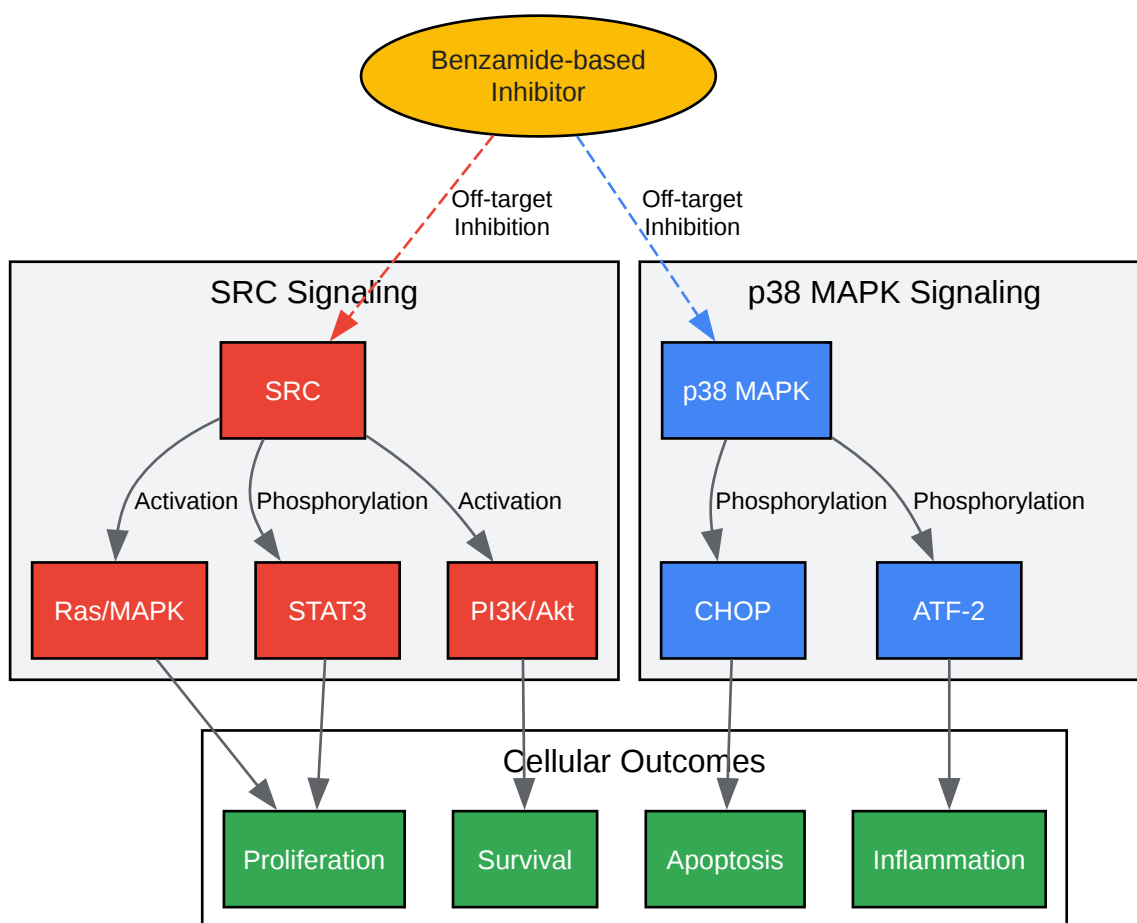 Benzamide-based
Inhibitor
Off-target
Inhibition
Off-target
Inhibition
SRC Signaling
p38 MAPK Signaling
SRC
p38 MAPK
Activation
Phosphorylation
Activation
Phosphorylation
Phosphorylation
Ras/MAPK
STAT3
PI3K/Akt
CHOP
ATF-2
Cellular Outcomes
Proliferation
Survival
Apoptosis
Inflammation